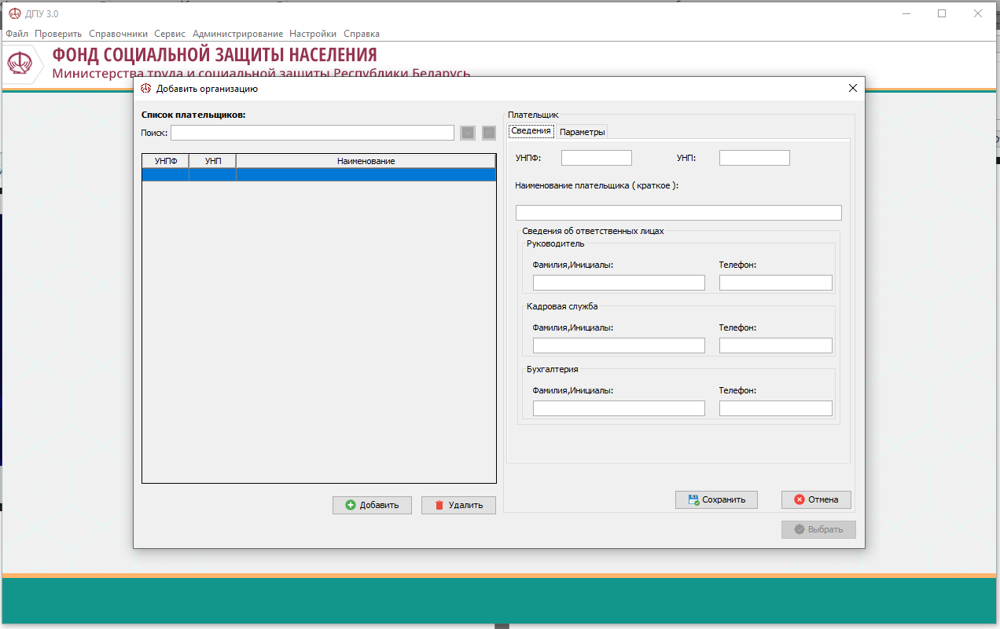 ДПУ 3.0
Файл Проверить Справочники Сервис Администрирование Настройки Справка
ФОНД СОЦИАЛЬНОЙ ЗАЩИТЫ НАСЕЛЕНИЯ
Министерства труда и социальной защиты Республики Беларусь
Добавить организацию
Список плательщиков:
Поиск:
УНПФ УНП Наименование
Добавить Удалить
Плательщик
Сведения Параметры
УНПФ: УНП:
Наименование плательщика ( краткое ):
Сведения об ответственных лицах
Руководитель
Фамилия,Инициалы: Телефон:
Кадровая служба
Фамилия,Инициалы: Телефон:
Бухгалтерия
Фамилия,Инициалы: Телефон:
Сохранить Отмена
Выбрать